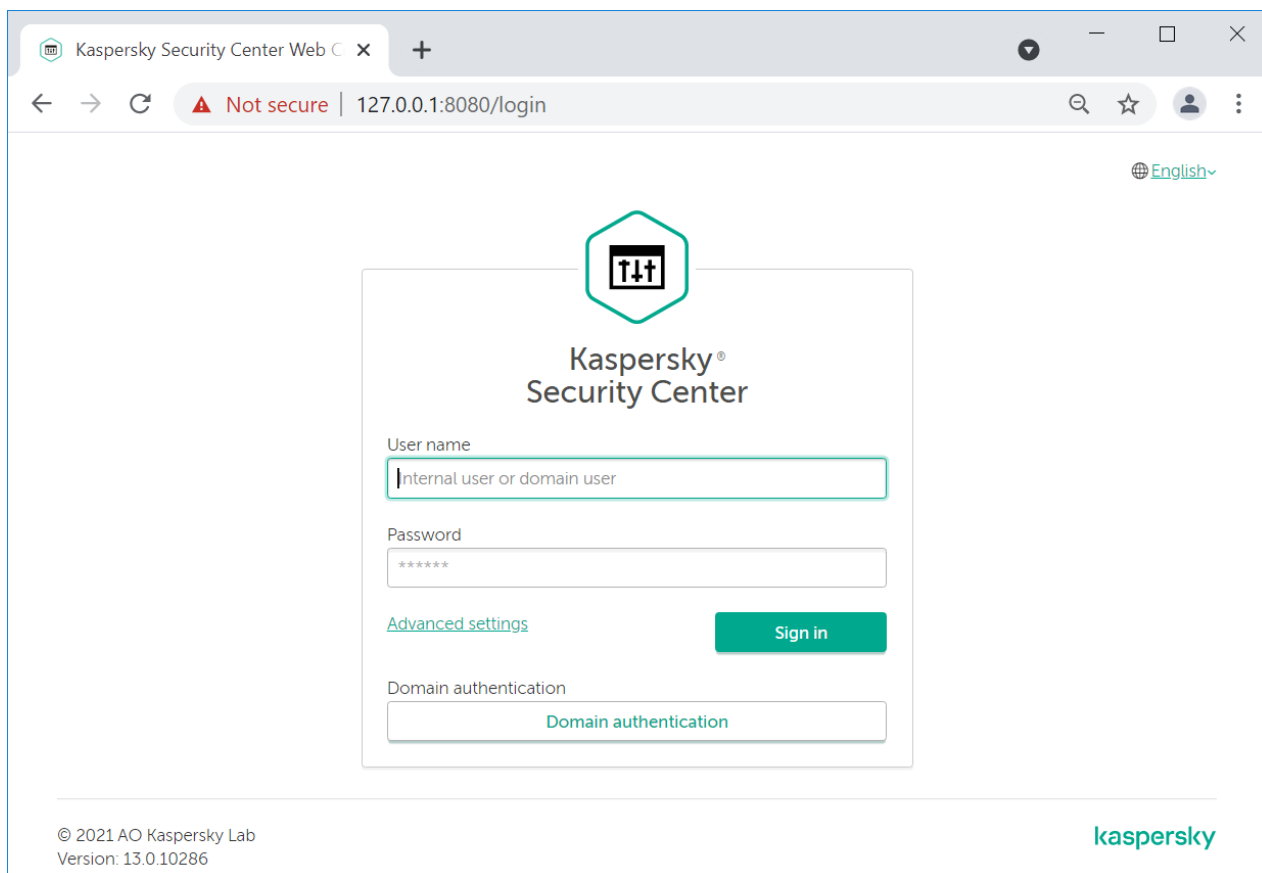 Kaspersky Security Center Web C
Not secure | 127.0.0.1:8080/login
English
Kaspersky®
Security Center
User name
Internal user or domain user
Password
******
Advanced settings
Sign in
Domain authentication
Domain authentication
© 2021 AO Kaspersky Lab
kaspersky
Version: 13.0.10286